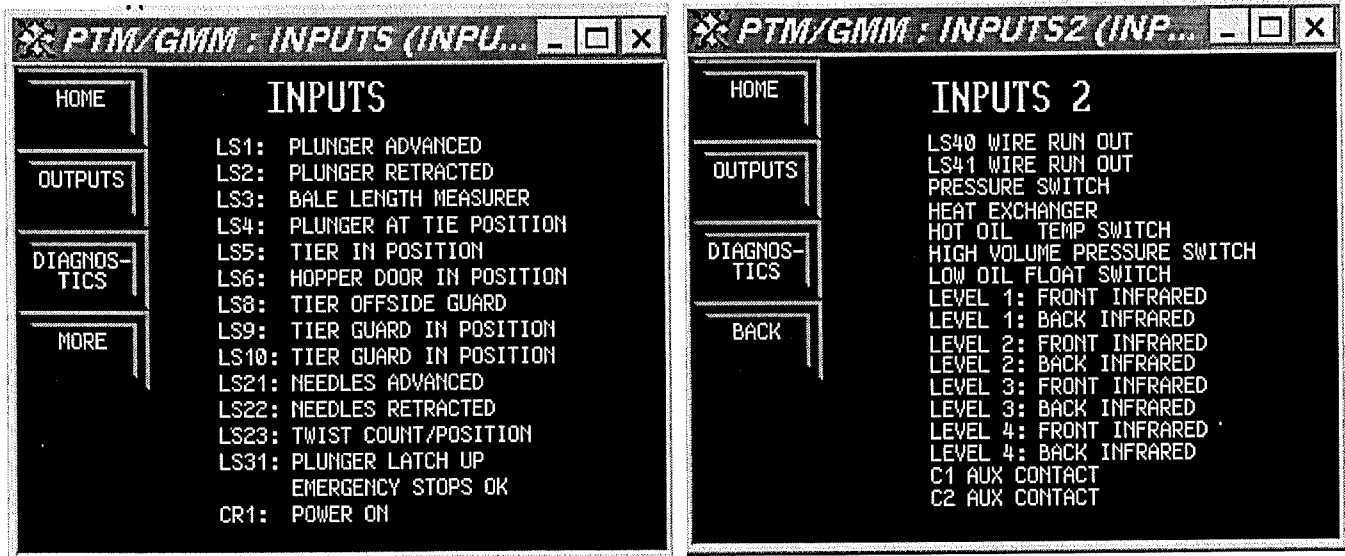 PTM/GMM : INPUTS (INPU...
HOME
OUTPUTS
DIAGNOS-
TICS
MORE
INPUTS
LS1: PLUNGER ADVANCED
LS2: PLUNGER RETRACTED
LS3: BALE LENGTH MEASURER
LS4: PLUNGER AT TIE POSITION
LS5: TIER IN POSITION
LS6: HOPPER DOOR IN POSITION
LS8: TIER OFFSIDE GUARD
LS9: TIER GUARD IN POSITION
LS10: TIER GUARD IN POSITION
LS21: NEEDLES ADVANCED
LS22: NEEDLES RETRACTED
LS23: TWIST COUNT/POSITION
LS31: PLUNGER LATCH UP
EMERGENCY STOPS OK
CR1: POWER ON
PTM/GMM : INPUTS2 (INP...
HOME
OUTPUTS
DIAGNOS-
TICS
BACK
INPUTS 2
LS40 WIRE RUN OUT
LS41 WIRE RUN OUT
PRESSURE SWITCH
HEAT EXCHANGER
HOT OIL TEMP SWITCH
HIGH VOLUME PRESSURE SWITCH
LOW OIL FLOAT SWITCH
LEVEL 1: FRONT INFRARED
LEVEL 1: BACK INFRARED
LEVEL 2: FRONT INFRARED
LEVEL 2: BACK INFRARED
LEVEL 3: FRONT INFRARED
LEVEL 3: BACK INFRARED
LEVEL 4: FRONT INFRARED
LEVEL 4: BACK INFRARED
C1 AUX CONTACT
C2 AUX CONTACT